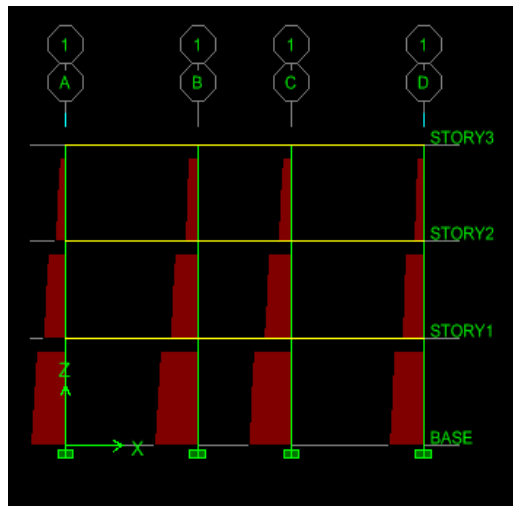 1 1 1 1
A B C D
STORY3
STORY2
STORY1
Z
BASE
X